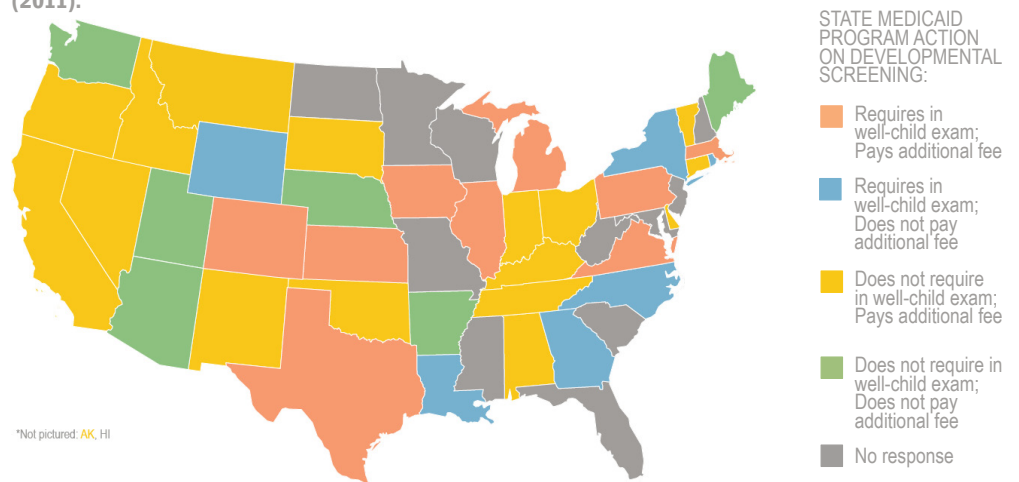 (2011).
STATE MEDICAID
PROGRAM ACTION
ON DEVELOPMENTAL
SCREENING:
Requires in
well-child exam;
Pays additional fee
Requires in
well-child exam;
Does not pay
additional fee
Does not require
in well-child exam;
Pays additional fee
Does not require in
well-child exam;
Does not pay
additional fee
No response
*Not pictured: AK, HI